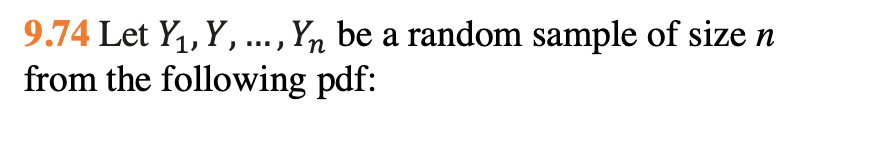 9.74 Let Y₁, Y, ..., Yₙ be a random sample of size n
from the following pdf: